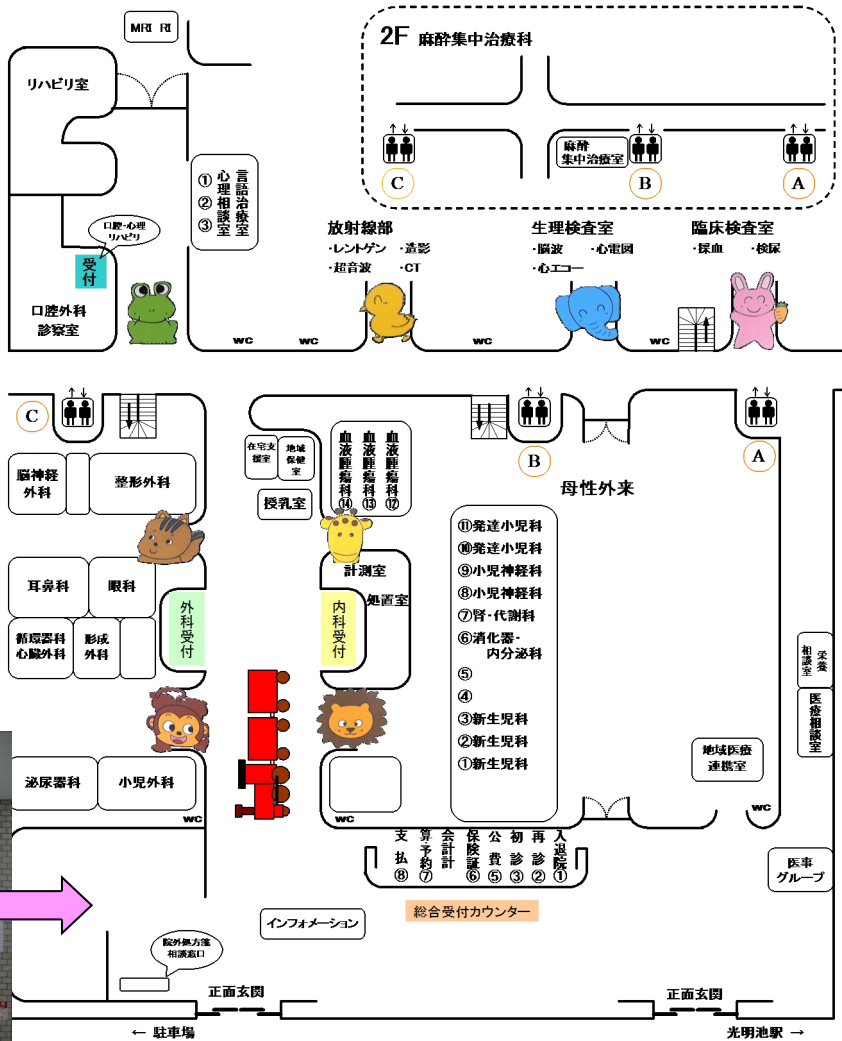 MRI RI
リハビリ室
2F 麻酔集中治療科
麻酔
集中治療室
C
B
A
言語治療室
心理相談室
①②③
口腔・心理
リハビリ
受付
口腔外科
診察室
放射線部
・レントゲン ・造影
・超音波 ・CT
生理検査室
・脳波 ・心電図
・心エコー
臨床検査室
・採血 ・検尿
WC
WC
WC
WC
C
B
A
脳神経
外科
整形外科
在宅支
援室
地域
保健
室
授乳室
血液腫瘍科⑭
血液腫瘍科⑬
血液腫瘍科⑫
母性外来
⑪発達小児科
⑩発達小児科
⑨小児神経科
⑧小児神経科
⑦腎・代謝科
⑥消化器・
内分泌科
⑤
④
③新生児科
②新生児科
①新生児科
耳鼻科
眼科
循環器科
心臓外科
形成
外科
外科受付
内科受付
計測室
処置室
栄養
相談室
医療相談室
地域医療
連携室
泌尿器科
小児外科
WC
WC
入退院①
再診②
初診③
公費⑤
保険証⑥
会計計
算・予約⑦
支払⑧
医事
グループ
総合受付カウンター
インフォメーション
院外処方箋
相談窓口
正面玄関
正面玄関
← 駐車場
光明池駅 →